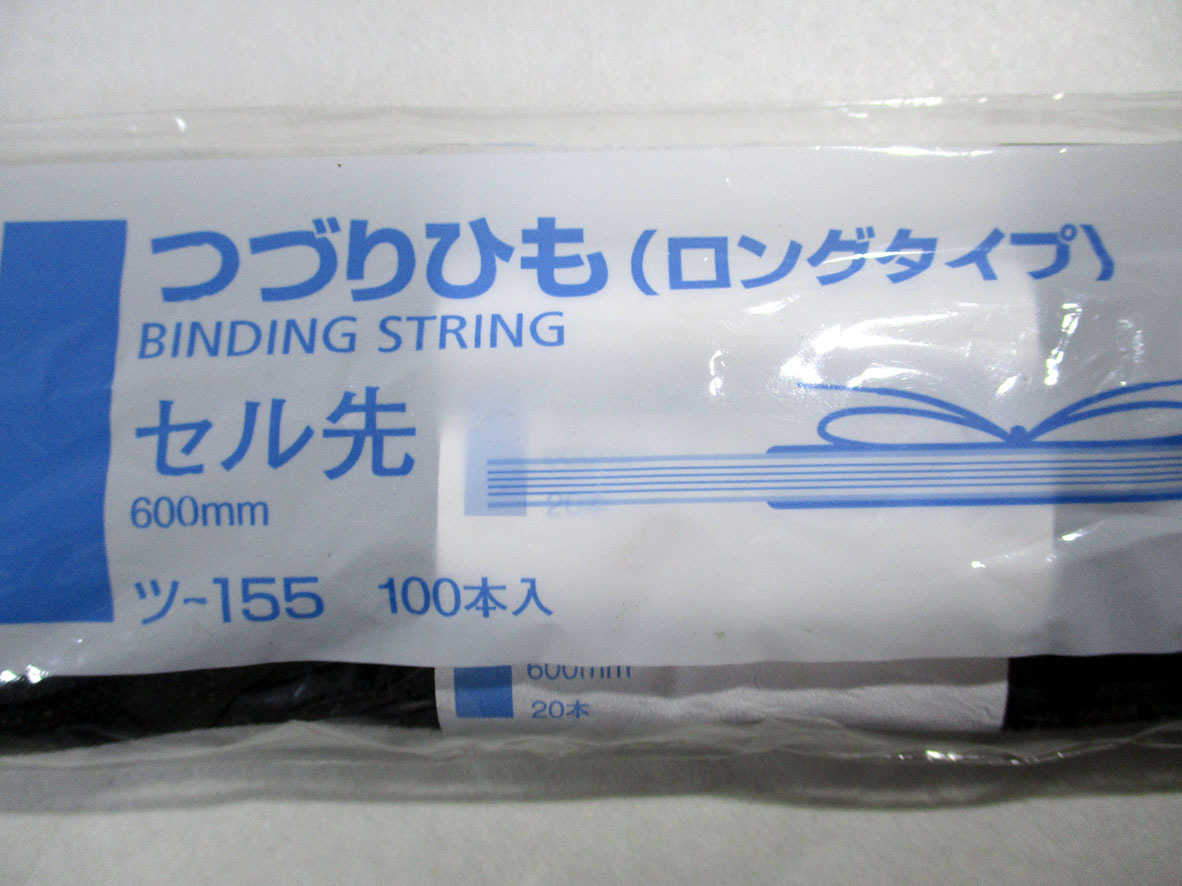 つづりひも（ロングタイプ）
BINDING STRING
セル先
600mm
ツ-155 100本入
600mm
20本